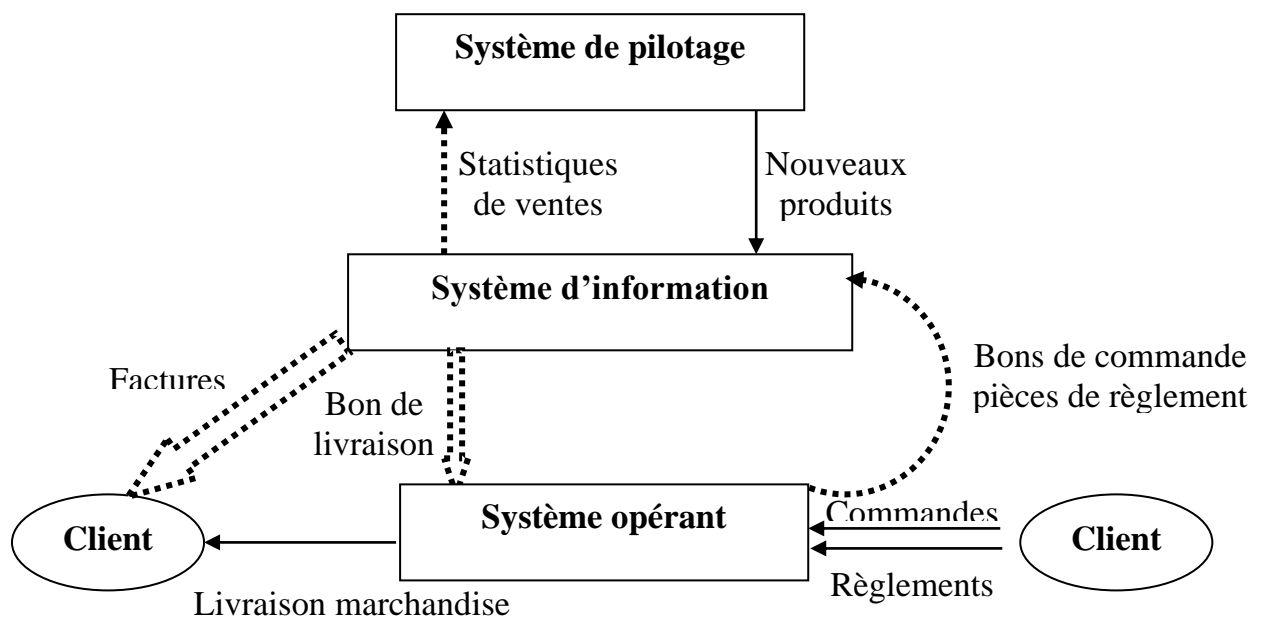 Système de pilotage
Statistiques
de ventes
Nouveaux
produits
Système d’information
Factures
Bon de
livraison
Bons de commande
pièces de règlement
Client
Système opérant
Commandes
Client
Règlements
Livraison marchandise